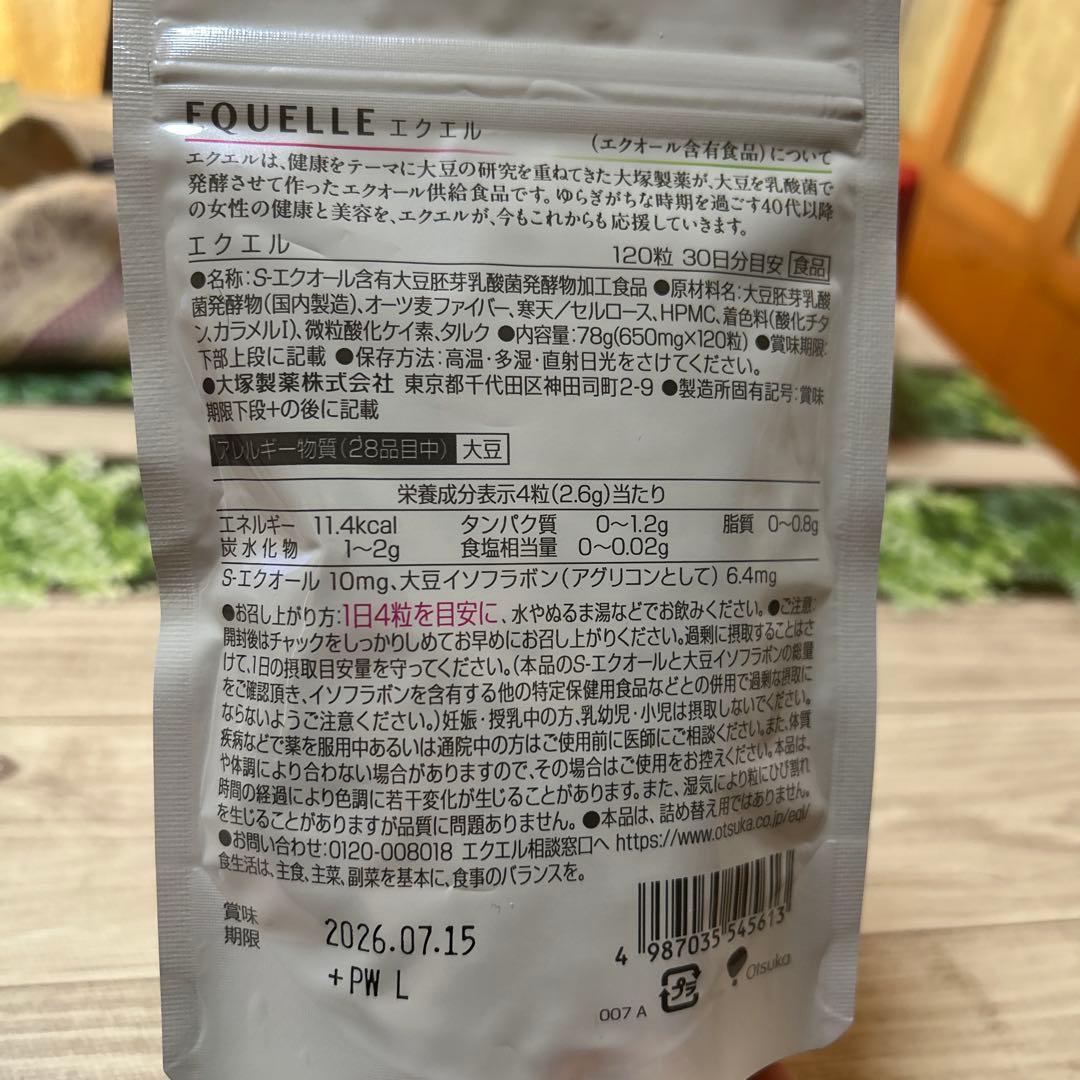 EQUELLE エクエル
(エクオール含有食品)について
エクエルは、健康をテーマに大豆の研究を重ねてきた大塚製薬が、大豆を乳酸菌で
発酵させて作ったエクオール供給食品です。ゆらぎがちな時期を過ごす40代以降
の女性の健康と美容を、エクエルが、今もこれからも応援していきます。
エクエル 120粒 30日分目安 食品
●名称：S-エクオール含有大豆胚芽乳酸菌発酵物加工食品 ●原材料名：大豆胚芽乳酸
菌発酵物(国内製造)、オーツ麦ファイバー、寒天／セルロース、HPMC、着色料(酸化チタ
ン、カラメルI)、微粒酸化ケイ素、タルク ●内容量：78g(650mg×120粒) ●賞味期限：
下部上段に記載 ●保存方法：高温・多湿・直射日光をさけてください。
●大塚製薬株式会社 東京都千代田区神田司町2-9 ●製造所固有記号：賞味
期限下段+の後に記載
アレルギー物質(28品目中) 大豆
栄養成分表示4粒(2.6g)当たり
エネルギー 11.4kcal タンパク質 0〜1.2g 脂質 0〜0.8g
炭水化物 1〜2g 食塩相当量 0〜0.02g
S-エクオール 10mg、大豆イソフラボン(アグリコンとして) 6.4mg
●お召し上がり方：1日4粒を目安に、水やぬるま湯などでお飲みください。●ご注意：
開封後はチャックをしっかりしめてお早めにお召し上がりください。過剰に摂取することはさ
けて、1日の摂取目安量を守ってください。(本品のS-エクオールと大豆イソフラボンの総量
をご確認頂き、イソフラボンを含有する他の特定保健用食品などとの併用で過剰な摂取に
ならないようご注意ください。)妊娠・授乳中の方、乳幼児・小児は摂取しないでください。
疾病などで薬を服用中あるいは通院中の方はご使用前に医師にご相談ください。また、体質
や体調により合わない場合がありますので、その場合はご使用をお控えください。本品は、
時間の経過により色調に若干変化が生じることがあります。また、湿気により粒にひび割れ
を生じることがありますが品質に問題ありません。●本品は、詰め替え用ではありません。
●お問い合わせ：0120-008018 エクエル相談窓口へ https://www.otsuka.co.jp/eql/
食生活は、主食、主菜、副菜を基本に、食事のバランスを。
賞味
期限
2026.07.15
+PW L
4 987035 545613
プラ
Otsuka
007 A